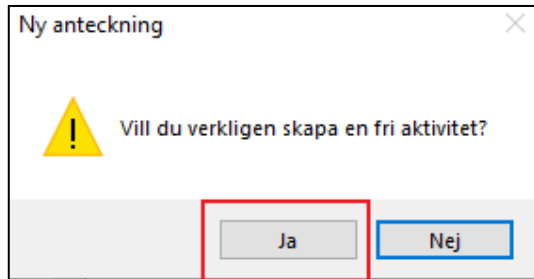 Ny anteckning
Vill du verkligen skapa en fri aktivitet?
Ja Nej